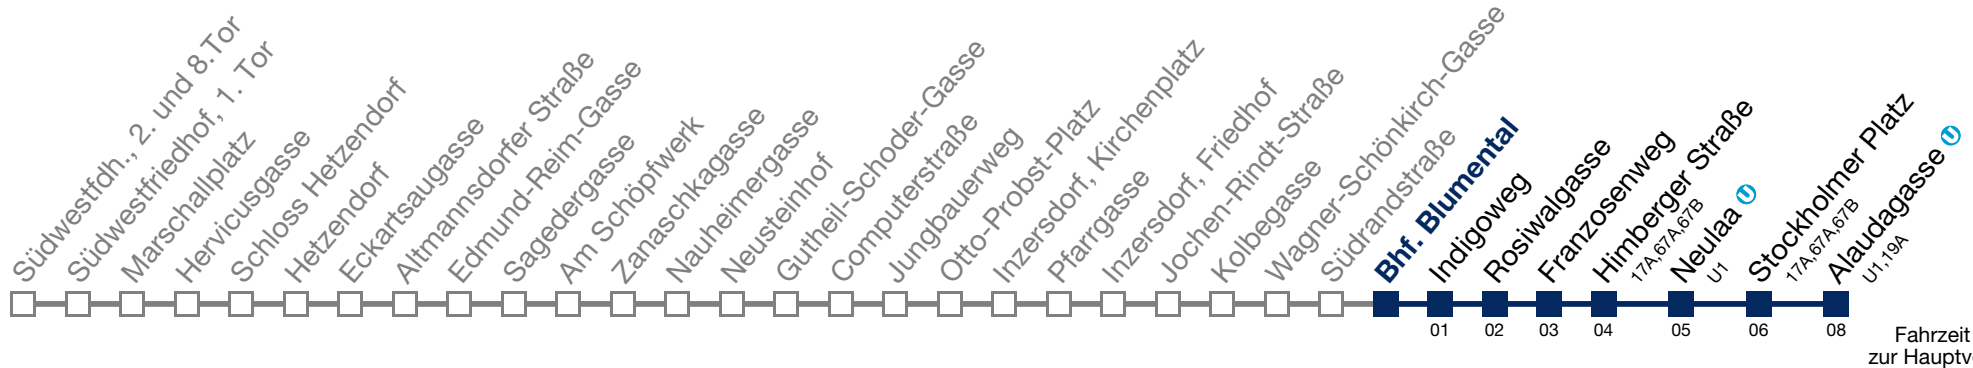 Südwestfdh., 2. und 8.Tor
Südwestfriedhof, 1. Tor
Marschallplatz
Hervicusgasse
Schloss Hetzendorf
Hetzendorf
Eckartsaugasse
Altmannsdorfer Straße
Edmund-Reim-Gasse
Sagedergasse
Am Schöpfwerk
Zanaschkagasse
Nauheimergasse
Neusteinhof
Gutheil-Schoder-Gasse
Computerstraße
Jungbauerweg
Otto-Probst-Platz
Inzersdorf, Kirchenplatz
Pfarrgasse
Inzersdorf, Friedhof
Jochen-Rindt-Straße
Kolbegasse
Wagner-Schönkirch-Gasse
Südrandstraße
Bhf. Blumental
Indigoweg
Rosiwalgasse
Franzosenweg
Himberger Straße
17A,67A,67B
Neulaa U
U1
Stockholmer Platz
17A,67A,67B
Alaudagasse U
U1,19A
01 02 03 04 05 06 08
Fahrzeit
zur Hauptv